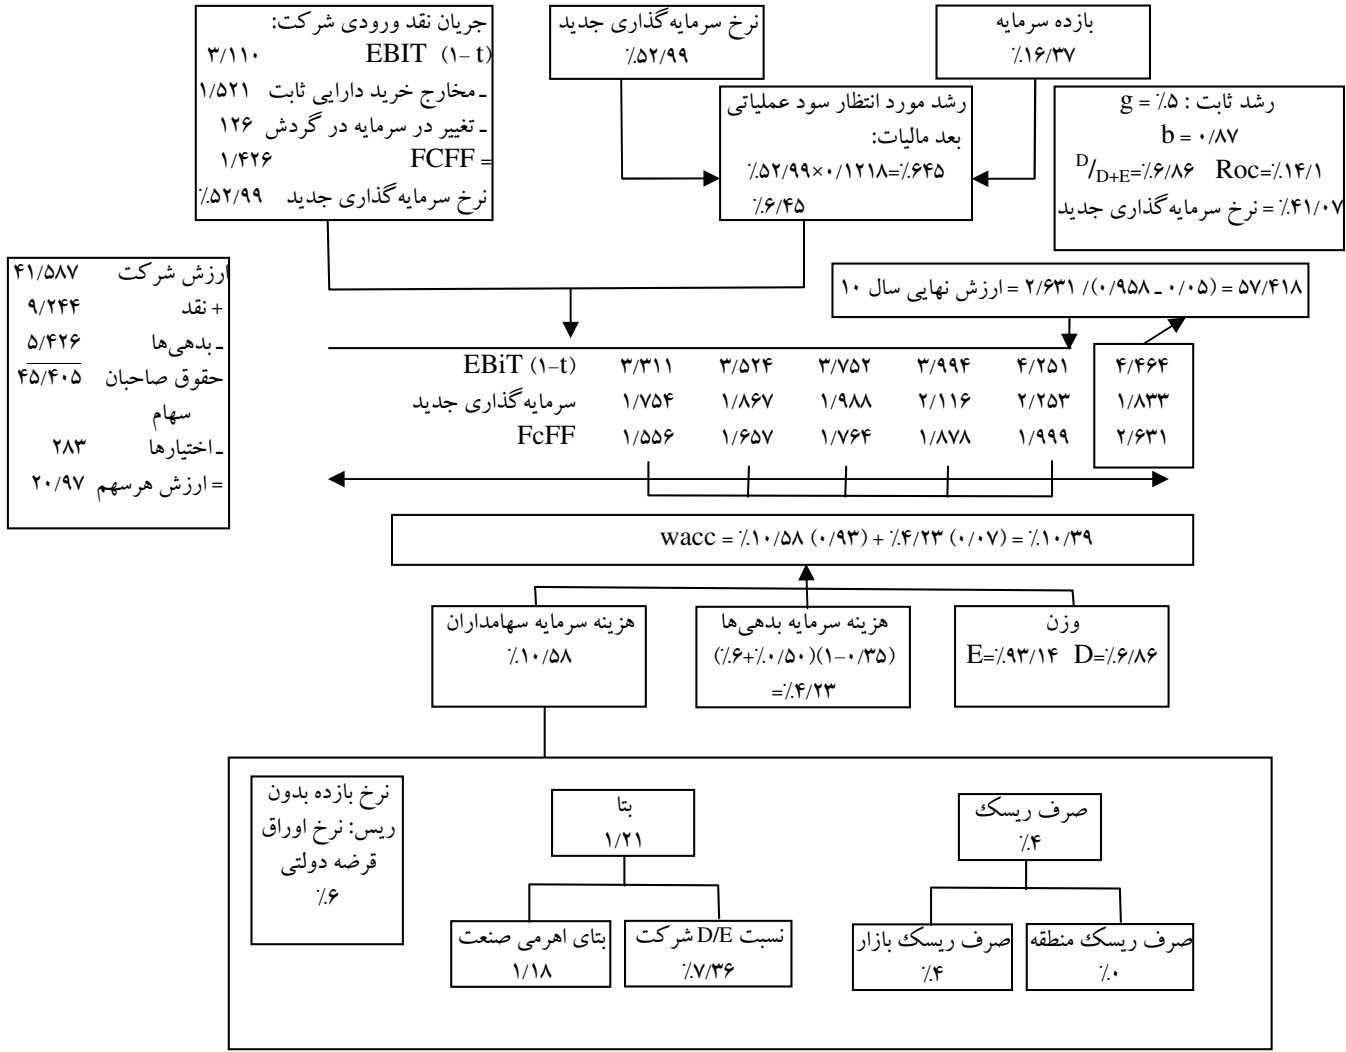 جریان نقد ورودی شرکت:
EBIT (۱– t) ۳/۱۱۰
ـ مخارج خرید دارایی ثابت ۱/۵۲۱
ـ تغییر در سرمایه در گردش ۱۲۶
= FCFF ۱/۴۲۶
نرخ سرمایه‌گذاری جدید ۵۲/۹۹٪
نرخ سرمایه‌گذاری جدید
۵۲/۹۹٪
بازده سرمایه
۱۶/۳۷٪
رشد مورد انتظار سود عملیاتی
بعد مالیات:
۵۲/۹۹×۰/۱۲۱۸=٪۶۴۵٪
۶/۴۵٪
رشد ثابت : g = ٪۵
b = ۰/۸۷
D/D+E=٪۶/۸۶ Roc=٪۱۴/۱
۴۱/۰۷٪ = نرخ سرمایه‌گذاری جدید
ارزش نهایی سال ۱۰ = ۲/۶۳۱ /(۰/۹۵۸ ـ ۰/۰۵) = ۵۷/۴۱۸
ارزش شرکت ۴۱/۵۸۷
+ نقد ۹/۲۴۴
ـ بدهی‌ها ۵/۴۲۶
حقوق صاحبان سهام ۴۵/۴۰۵
ـ اختیارها ۲۸۳
= ارزش هرسهم ۲۰/۹۷
EBiT (۱–t) ۳/۳۱۱ ۳/۵۲۴ ۳/۷۵۲ ۳/۹۹۴ ۴/۲۵۱ ۴/۴۶۴
سرمایه‌گذاری جدید ۱/۷۵۴ ۱/۸۶۷ ۱/۹۸۸ ۲/۱۱۶ ۲/۲۵۳ ۱/۸۳۳
FcFF ۱/۵۵۶ ۱/۶۵۷ ۱/۷۶۴ ۱/۸۷۸ ۱/۹۹۹ ۲/۶۳۱
wacc = ٪۱۰/۵۸ (۰/۹۳) + ٪۴/۲۳ (۰/۰۷) = ٪۱۰/۳۹
هزینه سرمایه سهامداران
۱۰/۵۸٪
هزینه سرمایه بدهی‌ها
(٪۶+٪۰/۵۰)(۱–۰/۳۵)
=٪۴/۲۳
وزن
E=٪۹۳/۱۴ D=٪۶/۸۶
نرخ بازده بدون
ریس: نرخ اوراق
قرضه دولتی
۶٪
بتا
۱/۲۱
صرف ریسک
۴٪
بتای اهرمی صنعت
۱/۱۸
نسبت D/E شرکت
۷/۳۶٪
صرف ریسک بازار
۴٪
صرف ریسک منطقه
۰٪